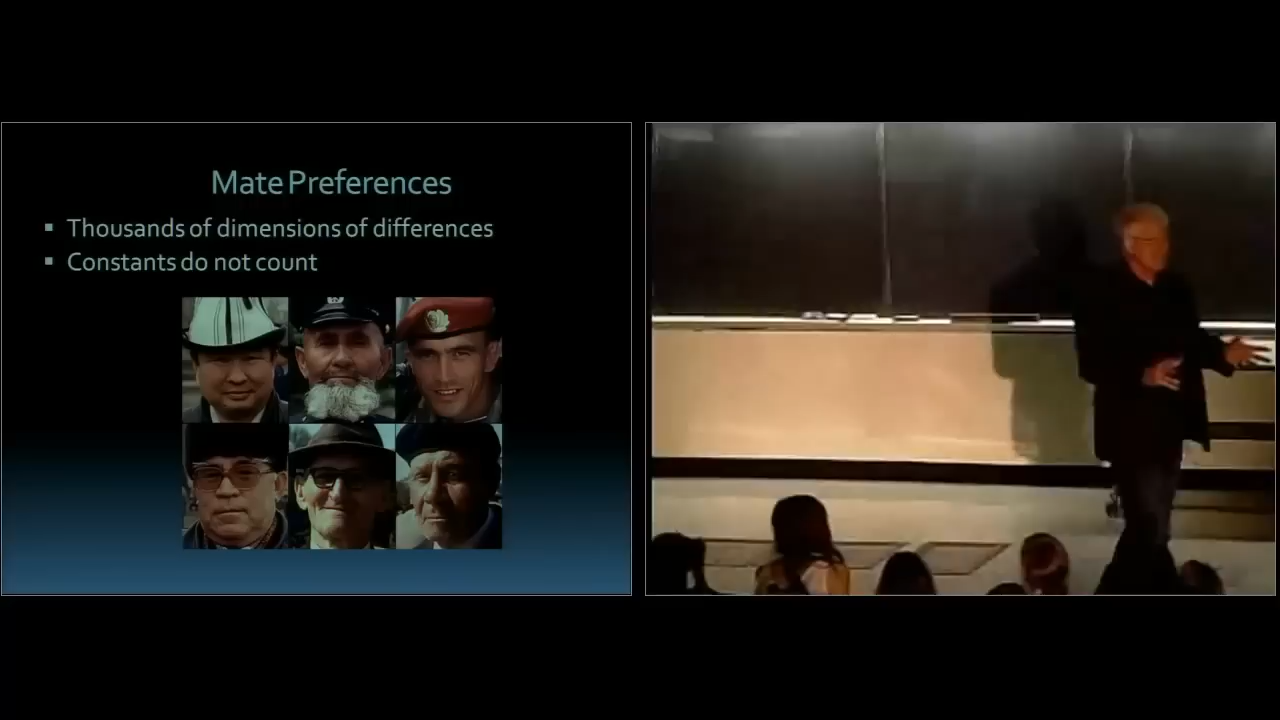 Mate Preferences
Thousands of dimensions of differences
Constants do not count